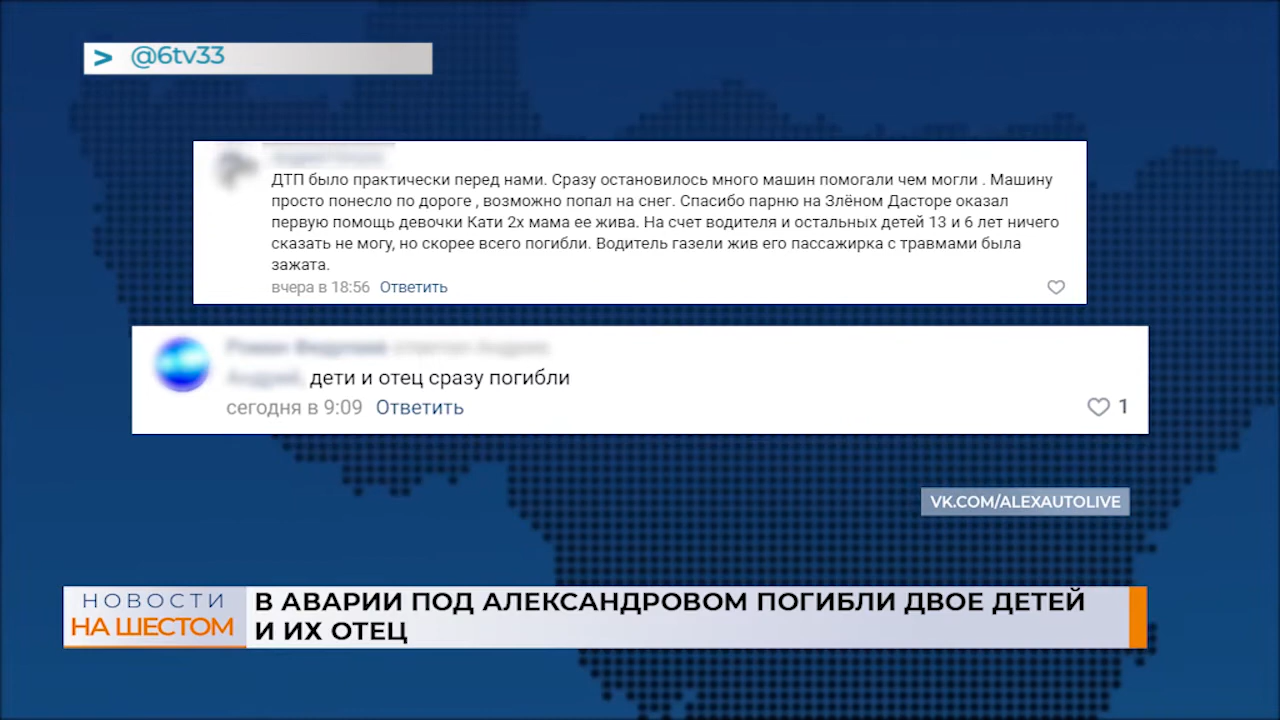 > @6tv33
ДТП было практически перед нами. Сразу остановилось много машин помогали чем могли . Машину
просто понесло по дороге , возможно попал на снег. Спасибо парню на Злёном Дасторе оказал
первую помощь девочки Кати 2х мама ее жива. На счет водителя и остальных детей 13 и 6 лет ничего
сказать не могу, но скорее всего погибли. Водитель газели жив его пассажирка с травмами была
зажата.
вчера в 18:56 Ответить
дети и отец сразу погибли
сегодня в 9:09 Ответить
1
VK.COM/ALEXAUTOLIVE
НОВОСТИ
НА ШЕСТОМ
В АВАРИИ ПОД АЛЕКСАНДРОВОМ ПОГИБЛИ ДВОЕ ДЕТЕЙ
И ИХ ОТЕЦ